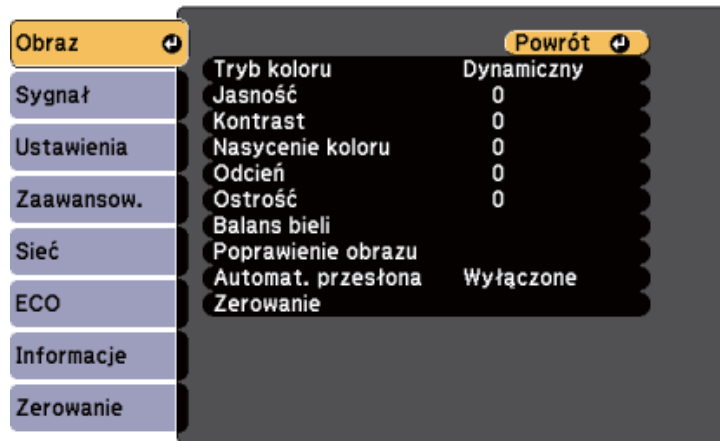 Obraz
Sygnał
Ustawienia
Zaawansow.
Sieć
ECO
Informacje
Zerowanie
Powrót
Tryb koloru Dynamiczny
Jasność 0
Kontrast 0
Nasycenie koloru 0
Odcień 0
Ostrość 0
Balans bieli
Poprawienie obrazu
Automat. przesłona Wyłączone
Zerowanie